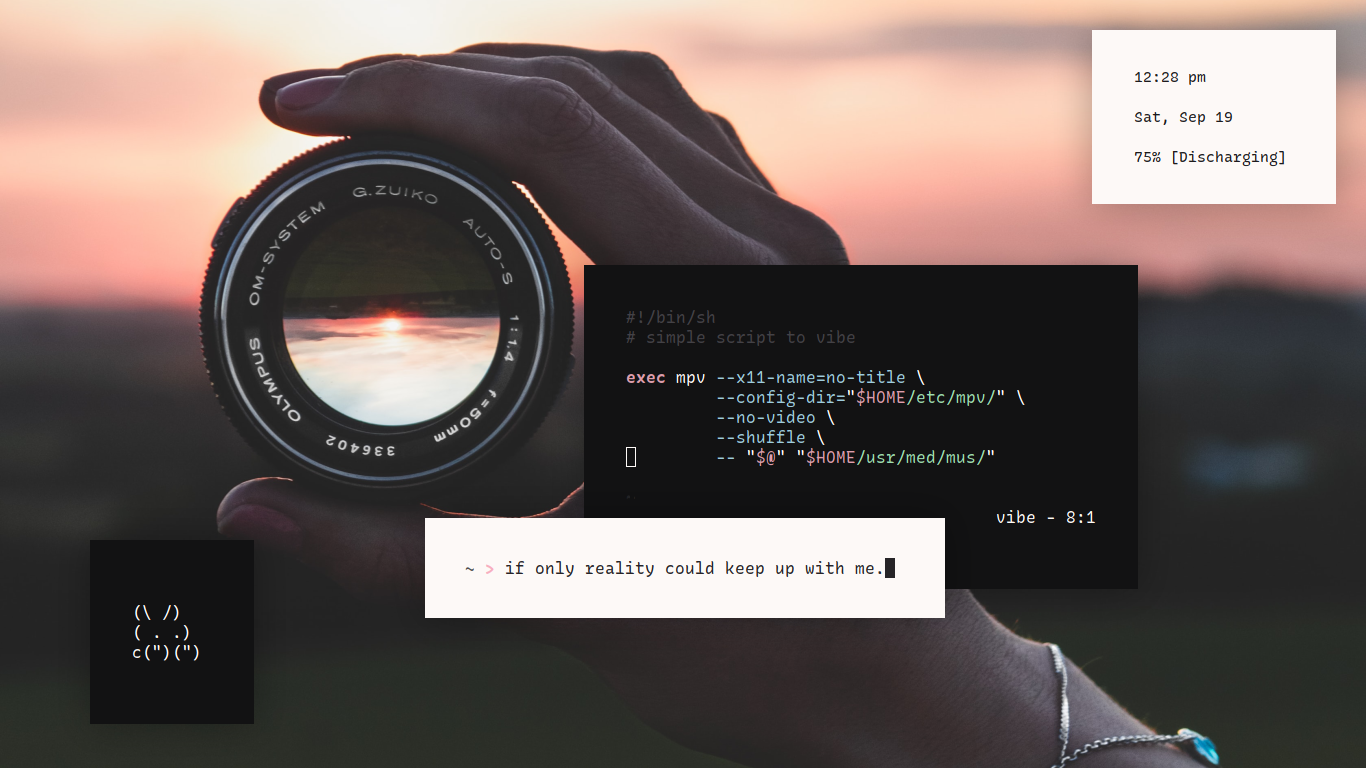 12:28 pm
Sat, Sep 19
75% [Discharging]
OLYMPUS OM-SYSTEM G.ZUIKO AUTO-S 1:1.4 f=50mm 336402
#!/bin/sh
# simple script to vibe
exec mpv --x11-name=no-title \
--config-dir="$HOME/etc/mpv/" \
--no-video \
--shuffle \
-- "$@" "$HOME/usr/med/mus/"
vibe - 8:1
~ > if only reality could keep up with me.
(\ /)
( . .)
c(")(")